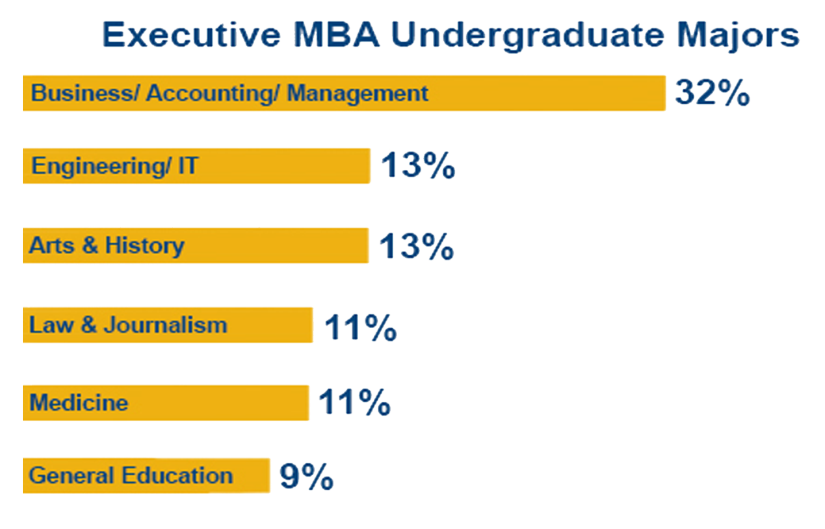 Executive MBA Undergraduate Majors
Business/ Accounting/ Management 32%
Engineering/ IT 13%
Arts & History 13%
Law & Journalism 11%
Medicine 11%
General Education 9%